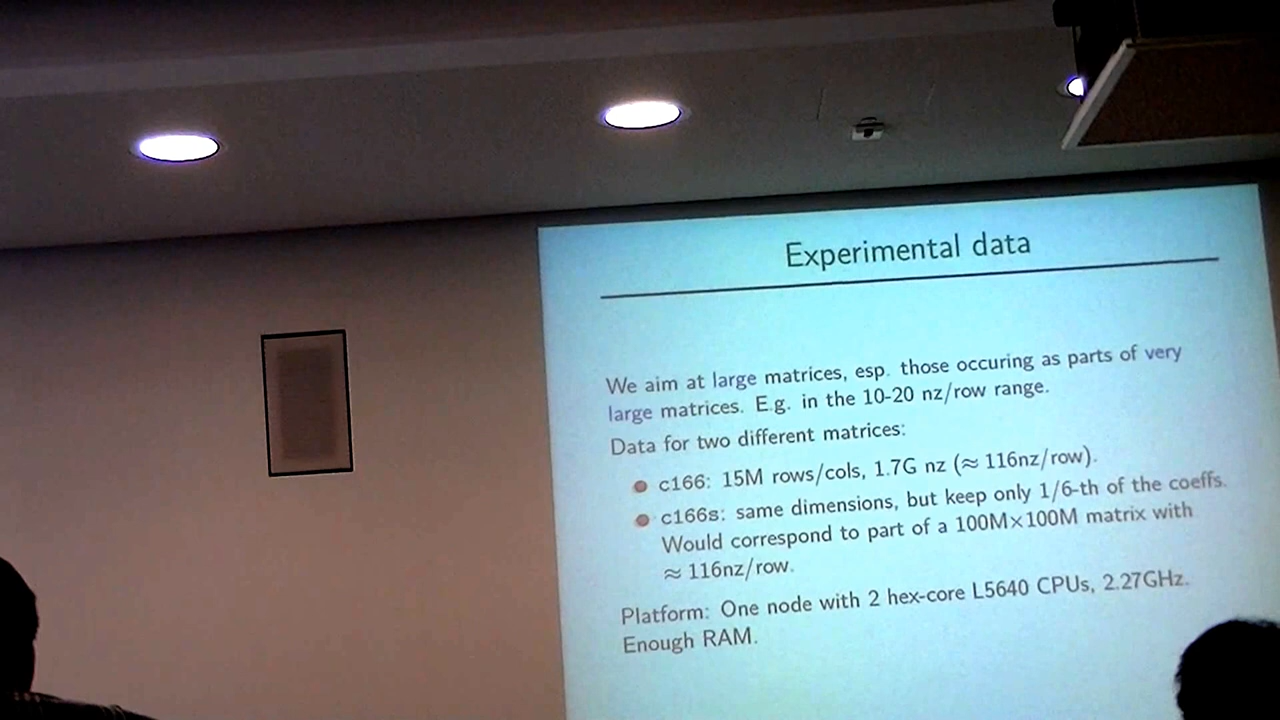 Experimental data
We aim at large matrices, esp. those occuring as parts of very
large matrices. E.g. in the 10-20 nz/row range.
Data for two different matrices:
c166: 15M rows/cols, 1.7G nz (≈ 116nz/row).
c166s: same dimensions, but keep only 1/6-th of the coeffs.
Would correspond to part of a 100M×100M matrix with
≈ 116nz/row.
Platform: One node with 2 hex-core L5640 CPUs, 2.27GHz.
Enough RAM.